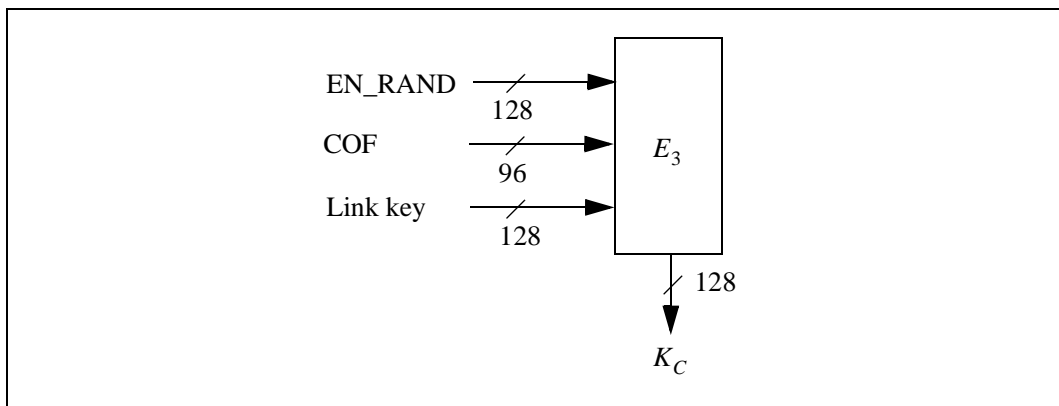 EN_RAND
128
COF
96
Link key
128
E3
128
KC